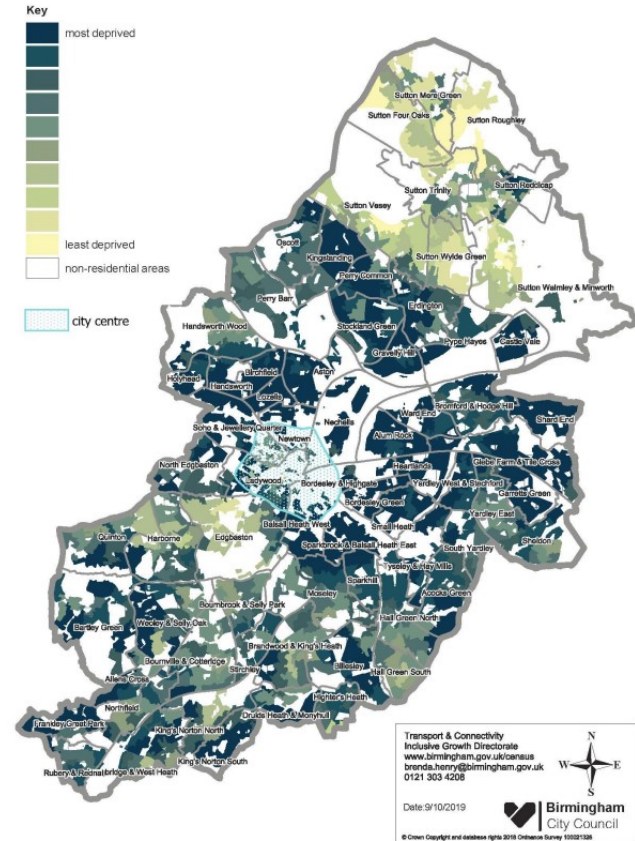 Key
most deprived
least deprived
non-residential areas
city centre
Sutton Mere Green
Sutton Four Oaks
Sutton Roughley
Sutton Trinity
Sutton Reddicap
Sutton Vesey
Sutton Wylde Green
Sutton Walmley & Minworth
Oscott
Kingstanding
Perry Common
Perry Barr
Erdington
Stockland Green
Handsworth Wood
Pype Hayes
Castle Vale
Gravelly Hill
Birchfield
Aston
Holyhead
Handsworth
Lozells
Bromford & Hodge Hill
Ward End
Shard End
Nechells
Soho & Jewellery Quarter
Newtown
Alum Rock
North Edgbaston
Heartlands
Glebe Farm & Tile Cross
Ladywood
Bordesley & Highgate
Yardley West & Stechford
Garretts Green
Bordesley Green
Yardley East
Balsall Heath West
Small Heath
Quinton
Harborne
Edgbaston
Sparkbrook & Balsall Heath East
South Yardley
Sheldon
Tyseley & Hay Mills
Sparkhill
Moseley
Acocks Green
Bournbrook & Selly Park
Hall Green North
Bartley Green
Weoley & Selly Oak
Brandwood & King's Heath
Bournville & Cotteridge
Stirchley
Billesley
Hall Green South
Allens Cross
Highter's Heath
Northfield
Druids Heath & Monyhull
Frankley Great Park
King's Norton North
King's Norton South
Rubery & Rednal
bridge & West Heath
Transport & Connectivity
Inclusive Growth Directorate
www.birmingham.gov.uk/census
brenda.henry@birmingham.gov.uk
0121 303 4208
N
W E
S
Date:9/10/2019
Birmingham
City Council
© Crown Copyright and database rights 2018 Ordnance Survey 100021326